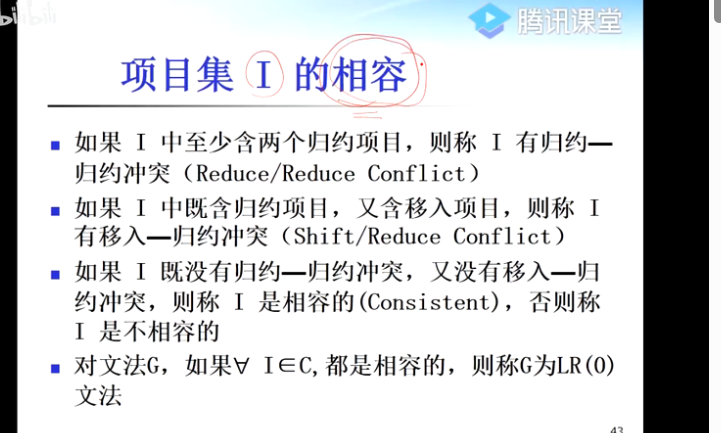 bilibili
腾讯课堂
项目集 I 的相容
如果 I 中至少含两个归约项目，则称 I 有归约—
归约冲突（Reduce/Reduce Conflict）
如果 I 中既含归约项目，又含移入项目，则称 I
有移入—归约冲突（Shift/Reduce Conflict）
如果 I 既没有归约—归约冲突，又没有移入—归
约冲突，则称 I 是相容的(Consistent)，否则称
I 是不相容的
对文法G，如果∀ I∈C,都是相容的，则称G为LR(0)
文法
43